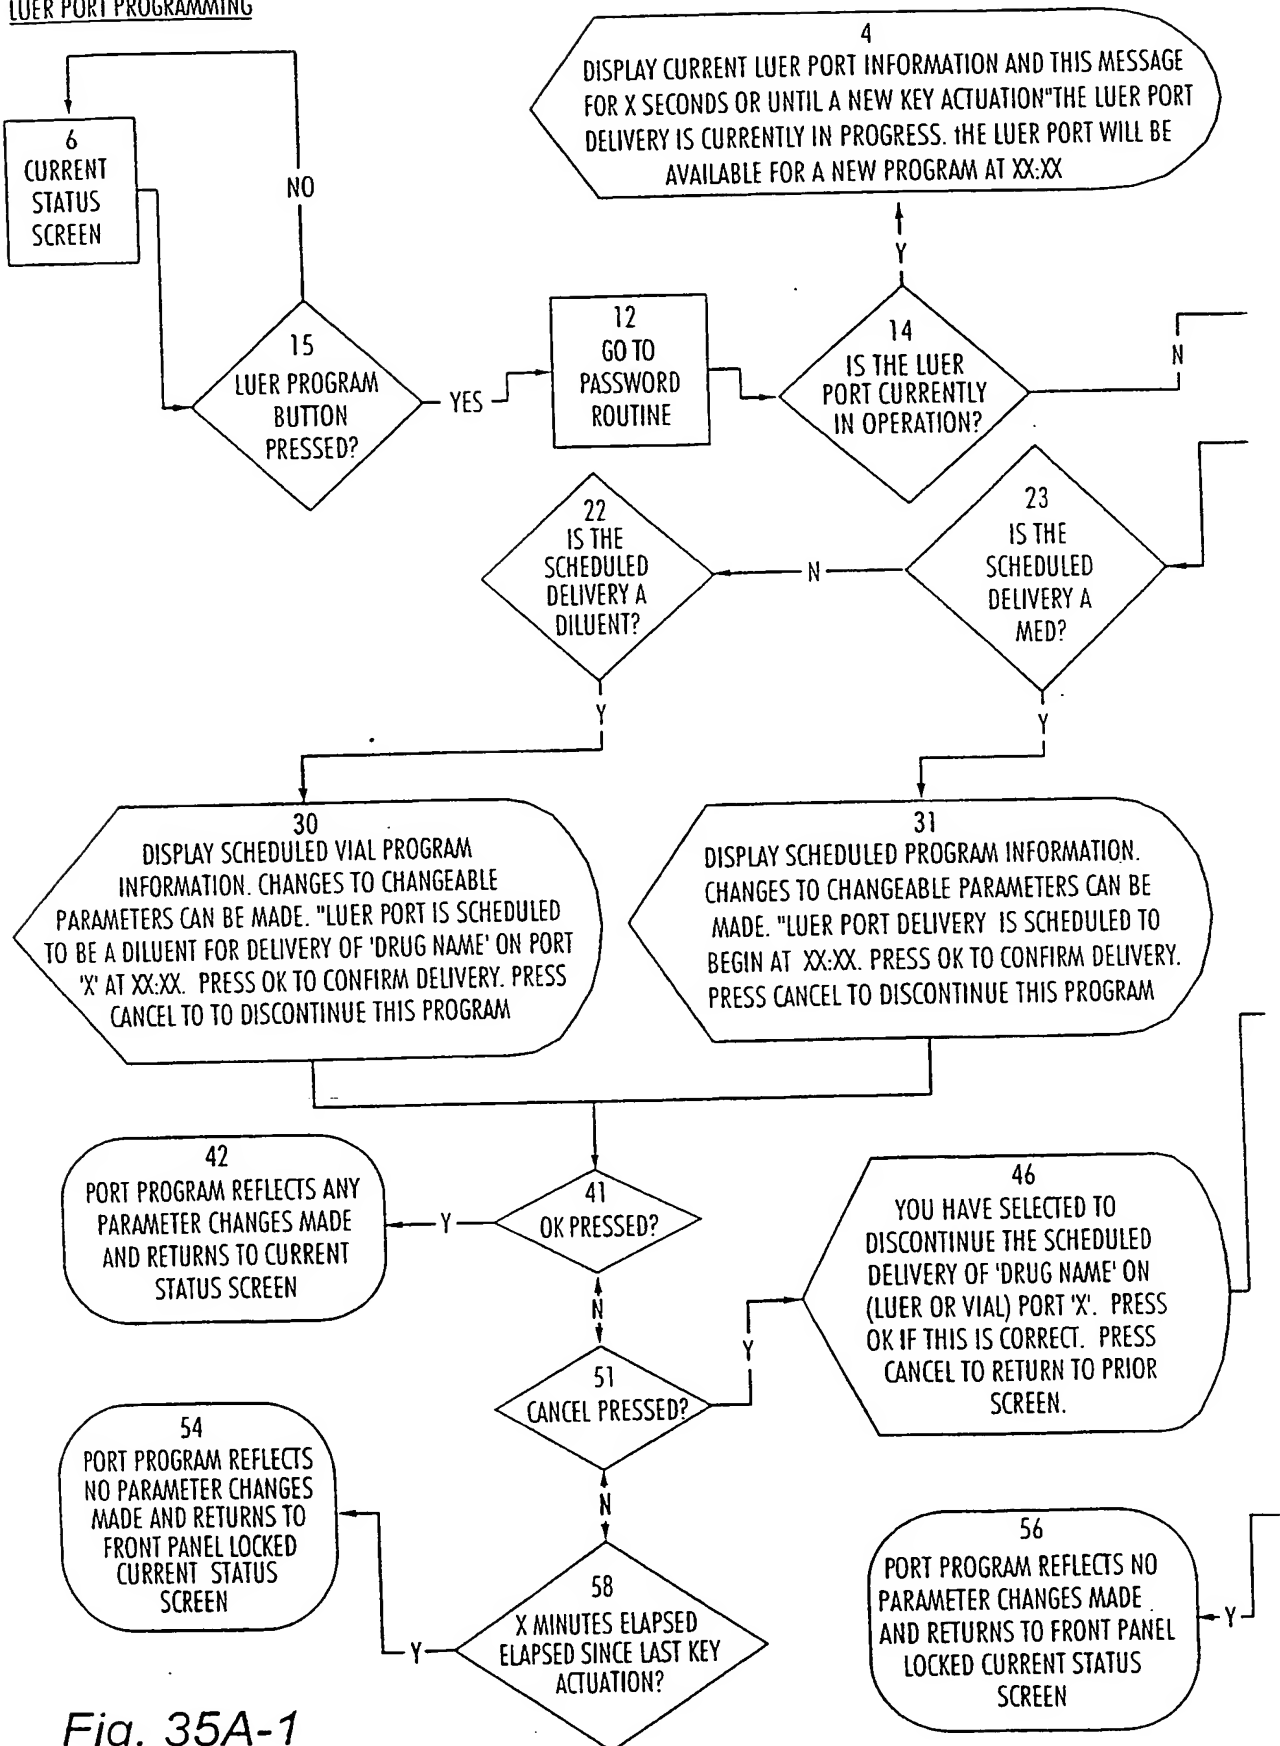 LUER PORT PROGRAMMING
4
DISPLAY CURRENT LUER PORT INFORMATION AND THIS MESSAGE
FOR X SECONDS OR UNTIL A NEW KEY ACTUATION"THE LUER PORT
DELIVERY IS CURRENTLY IN PROGRESS. tHE LUER PORT WILL BE
AVAILABLE FOR A NEW PROGRAM AT XX:XX
6
CURRENT
STATUS
SCREEN
NO
15
LUER PROGRAM
BUTTON
PRESSED?
YES
12
GO TO
PASSWORD
ROUTINE
Y
14
IS THE LUER
PORT CURRENTLY
IN OPERATION?
N
22
IS THE
SCHEDULED
DELIVERY A
DILUENT?
N
23
IS THE
SCHEDULED
DELIVERY A
MED?
Y
Y
30
DISPLAY SCHEDULED VIAL PROGRAM
INFORMATION. CHANGES TO CHANGEABLE
PARAMETERS CAN BE MADE. "LUER PORT IS SCHEDULED
TO BE A DILUENT FOR DELIVERY OF 'DRUG NAME' ON PORT
'X' AT XX:XX. PRESS OK TO CONFIRM DELIVERY. PRESS
CANCEL TO TO DISCONTINUE THIS PROGRAM
31
DISPLAY SCHEDULED PROGRAM INFORMATION.
CHANGES TO CHANGEABLE PARAMETERS CAN BE
MADE. "LUER PORT DELIVERY IS SCHEDULED TO
BEGIN AT XX:XX. PRESS OK TO CONFIRM DELIVERY.
PRESS CANCEL TO DISCONTINUE THIS PROGRAM
42
PORT PROGRAM REFLECTS ANY
PARAMETER CHANGES MADE
AND RETURNS TO CURRENT
STATUS SCREEN
Y
41
OK PRESSED?
N
46
YOU HAVE SELECTED TO
DISCONTINUE THE SCHEDULED
DELIVERY OF 'DRUG NAME' ON
(LUER OR VIAL) PORT 'X'. PRESS
OK IF THIS IS CORRECT. PRESS
CANCEL TO RETURN TO PRIOR
SCREEN.
Y
51
CANCEL PRESSED?
N
54
PORT PROGRAM REFLECTS
NO PARAMETER CHANGES
MADE AND RETURNS TO
FRONT PANEL LOCKED
CURRENT STATUS
SCREEN
Y
58
X MINUTES ELAPSED
ELAPSED SINCE LAST KEY
ACTUATION?
56
PORT PROGRAM REFLECTS NO
PARAMETER CHANGES MADE
AND RETURNS TO FRONT PANEL
LOCKED CURRENT STATUS
SCREEN
Y
Fig. 35A-1